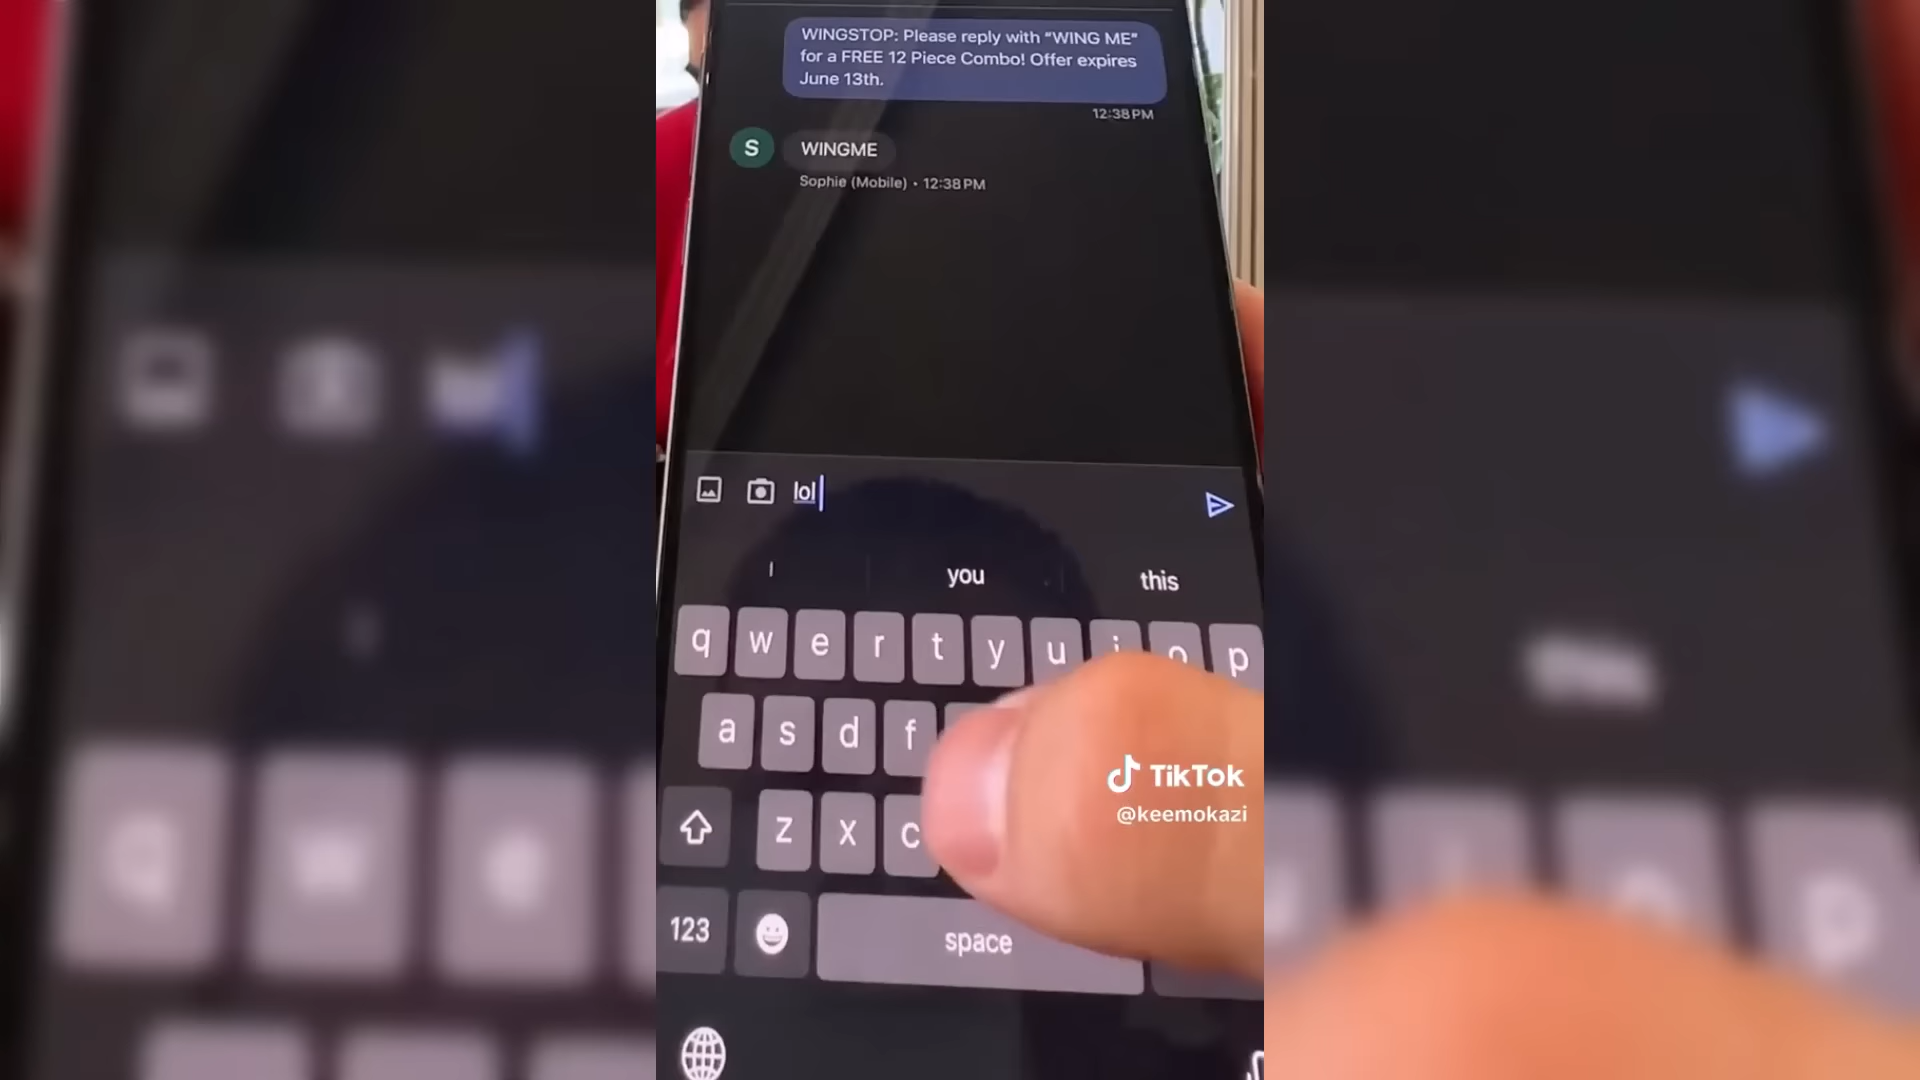 WINGSTOP: Please reply with "WING ME"
for a FREE 12 Piece Combo! Offer expires
June 13th.
12:38 PM
S
WINGME
Sophie (Mobile) • 12:38 PM
lol
I
you
this
q w e r t y u i o p
a s d f
z x c
123
space
TikTok
@keemokazi